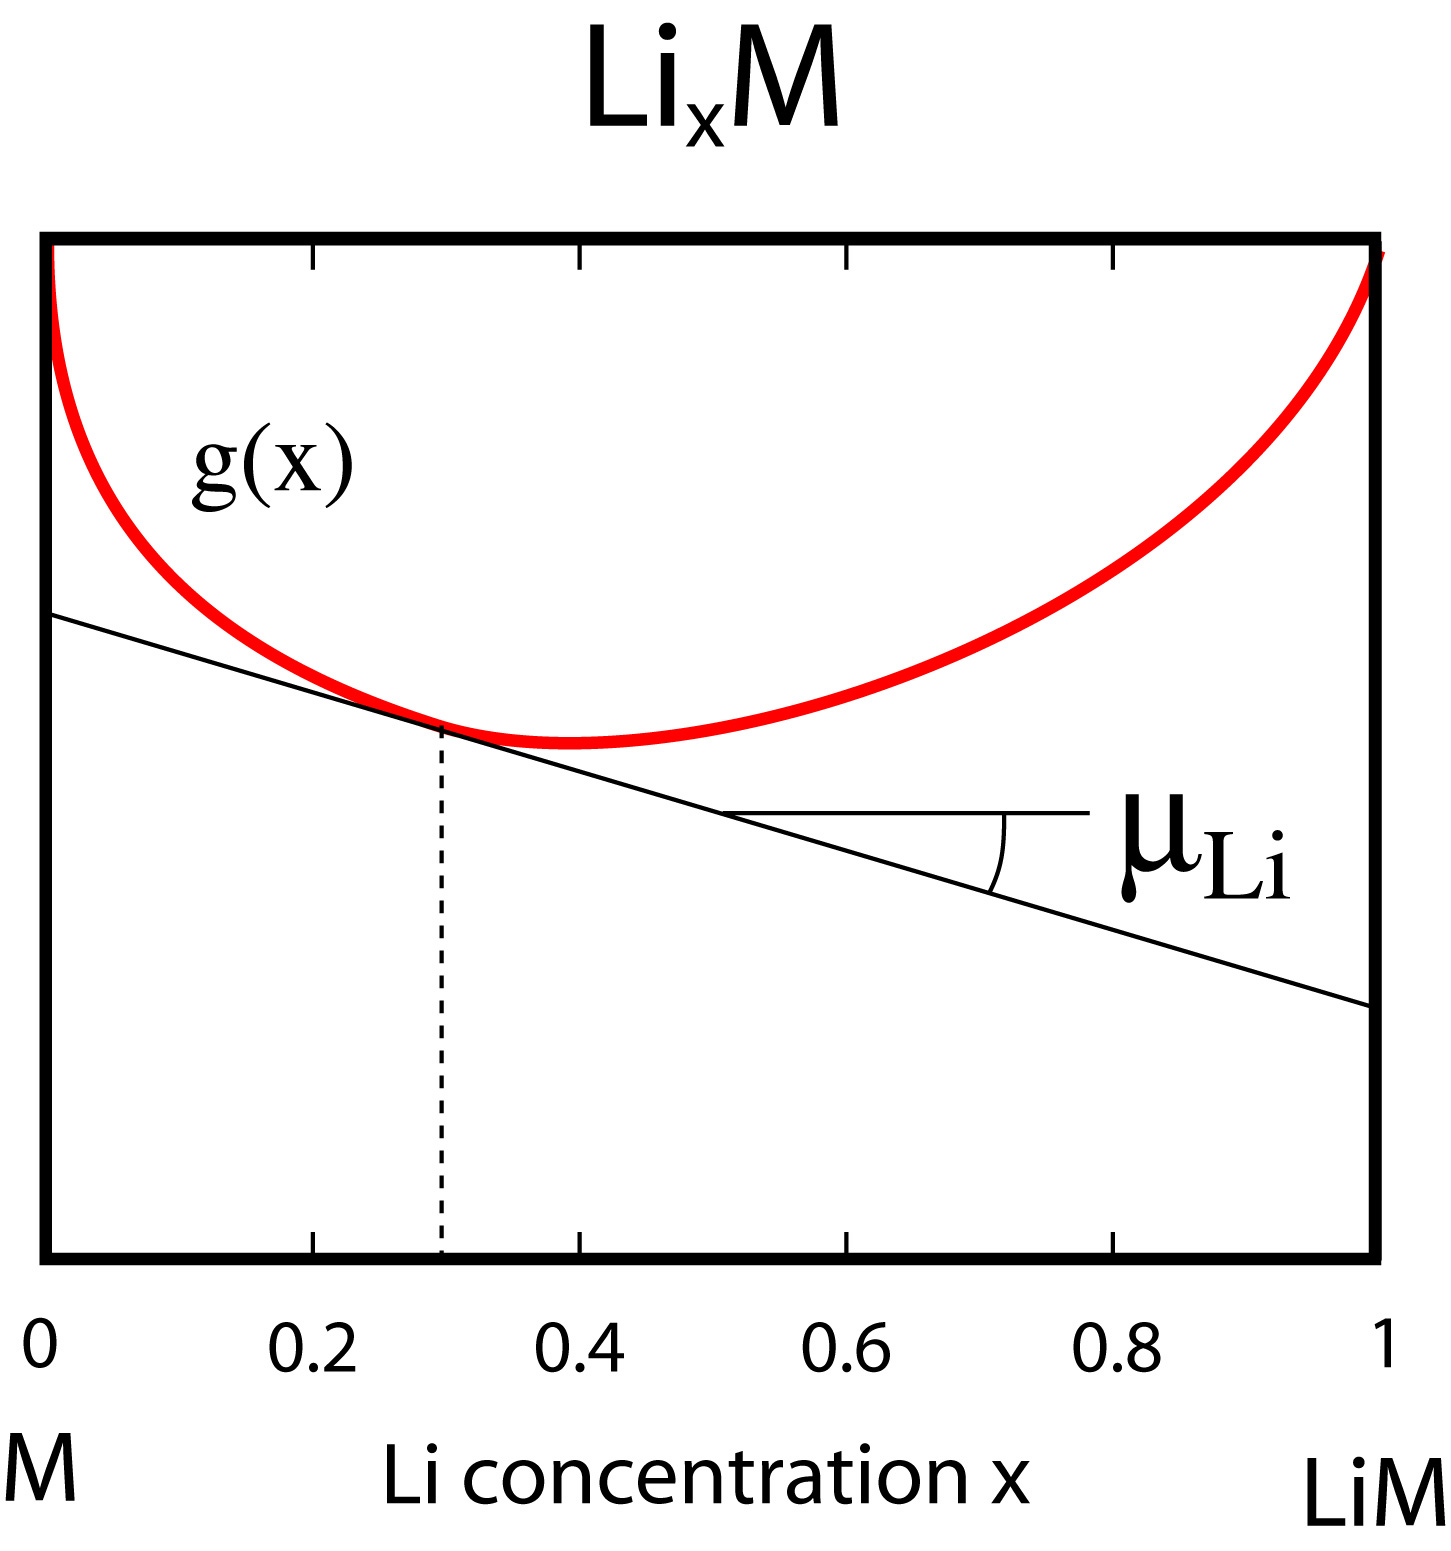 LiₓM
g(x)
μLi
0 0.2 0.4 0.6 0.8 1
M Li concentration x LiM